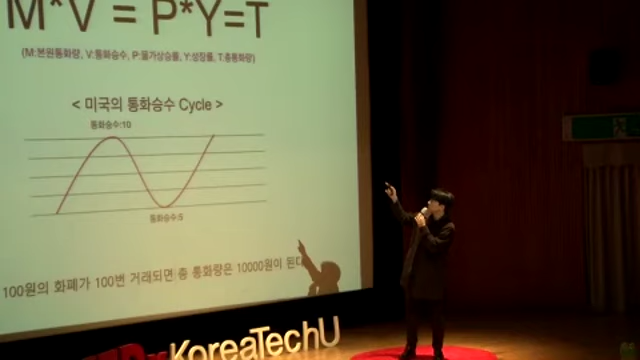 M*V = P*Y=T
(M:본원통화량, V:통화승수, P:물가상승률, Y:성장률, T:총통화량)
< 미국의 통화승수 Cycle >
통화승수:10
통화승수:5
100원의 화폐가 100번 거래되면 총 통화량은 10000원이 된다
TEDxKoreaTechU